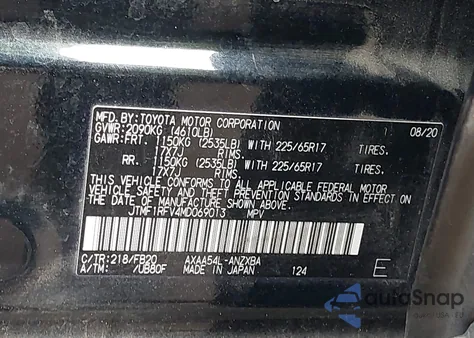 MFD.BY: TOYOTA MOTOR CORPORATION 08/20
GVWR: 2090KG (4610LB)
GAWR: FRT. 1150KG (2535LB) WITH 225/65R17 TIRES.
17X7J RIMS.
RR. 1150KG (2535LB) WITH 225/65R17 TIRES.
17X7J RIMS.
THIS VEHICLE CONFORMS TO ALL APPLICABLE FEDERAL MOTOR
VEHICLE SAFETY STANDARDS IN EFFECT ON
THE DATE OF MANUFACTURE SHOWN ABOVE.
JTMF1RFV4MD069013 MPV
C/TR: 218/FB20 AXAA54L-ANZXBA
A/TM: /UB80F MADE IN JAPAN 124 E
autoSnap